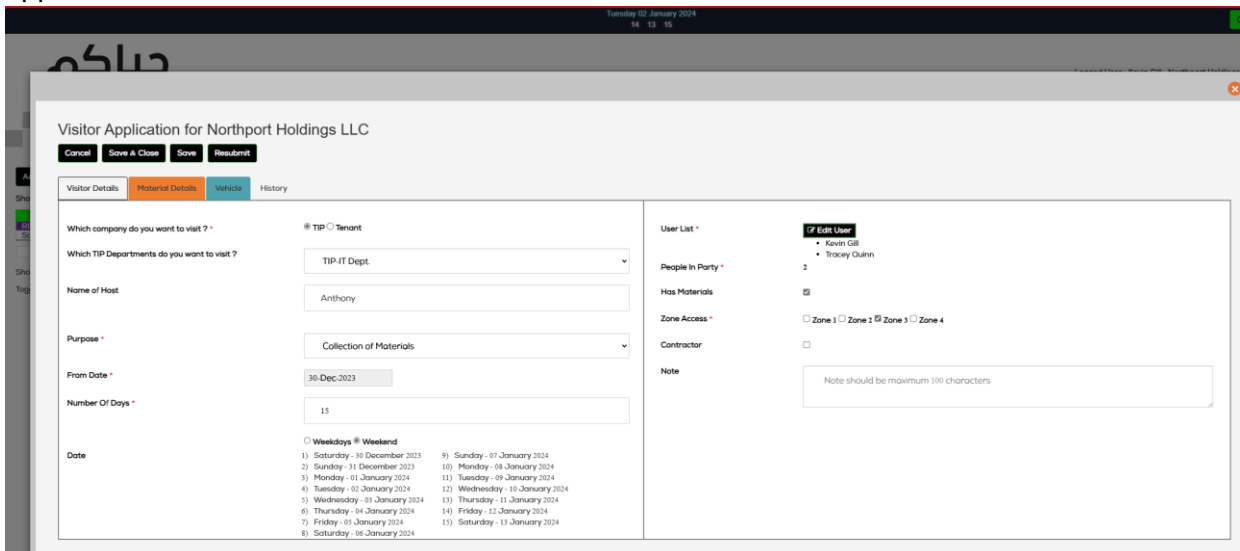 Tuesday 02 January 2024
14 13 15
حياكم
Visitor Application for Northport Holdings LLC
Cancel Save & Close Save Resubmit
Visitor Details Material Details Vehicle History
Which company do you want to visit ? * TIP Tenant
Which TIP Departments do you want to visit ? TIP-IT Dept.
Name of Host Anthony
Purpose * Collection of Materials
From Date * 30-Dec-2023
Number Of Days * 15
Weekdays Weekend
Date
1) Saturday - 30 December 2023
2) Sunday - 31 December 2023
3) Monday - 01 January 2024
4) Tuesday - 02 January 2024
5) Wednesday - 03 January 2024
6) Thursday - 04 January 2024
7) Friday - 05 January 2024
8) Saturday - 06 January 2024
9) Sunday - 07 January 2024
10) Monday - 08 January 2024
11) Tuesday - 09 January 2024
12) Wednesday - 10 January 2024
13) Thursday - 11 January 2024
14) Friday - 12 January 2024
15) Saturday - 13 January 2024
User List * Edit User
• Kevin Gill
• Tracey Quinn
People In Party * 2
Has Materials
Zone Access * Zone 1 Zone 2 Zone 3 Zone 4
Contractor
Note Note should be maximum 100 characters